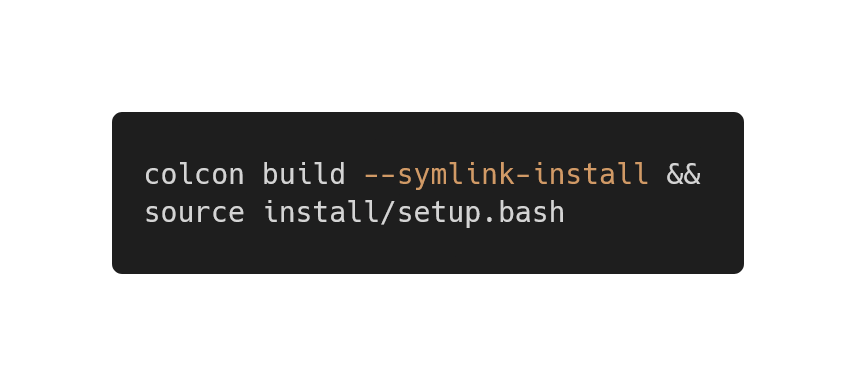 colcon build --symlink-install &&
source install/setup.bash